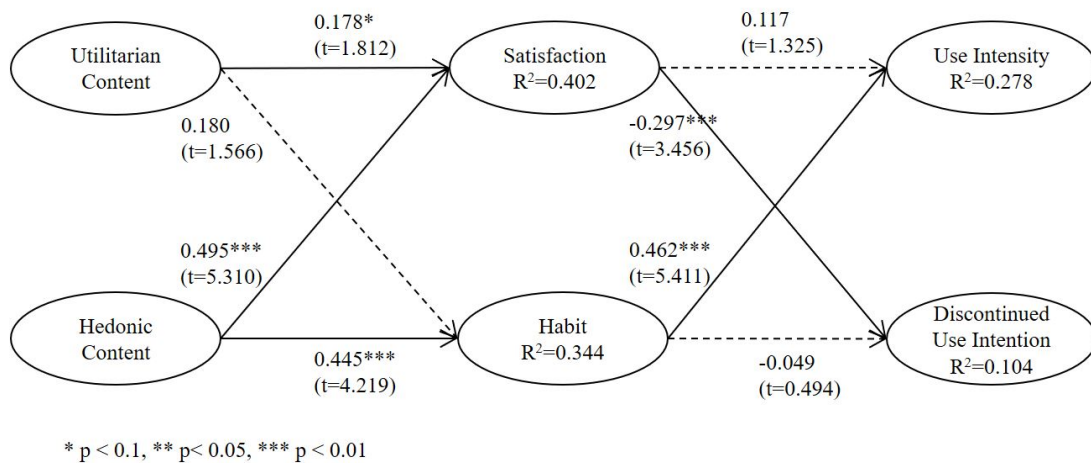 0.178*
(t=1.812)
0.117
(t=1.325)
Utilitarian
Content
Satisfaction
R²=0.402
Use Intensity
R²=0.278
0.180
(t=1.566)
-0.297***
(t=3.456)
0.495***
(t=5.310)
0.462***
(t=5.411)
Hedonic
Content
Habit
R²=0.344
Discontinued
Use Intention
R²=0.104
0.445***
(t=4.219)
-0.049
(t=0.494)
* p < 0.1, ** p< 0.05, *** p < 0.01